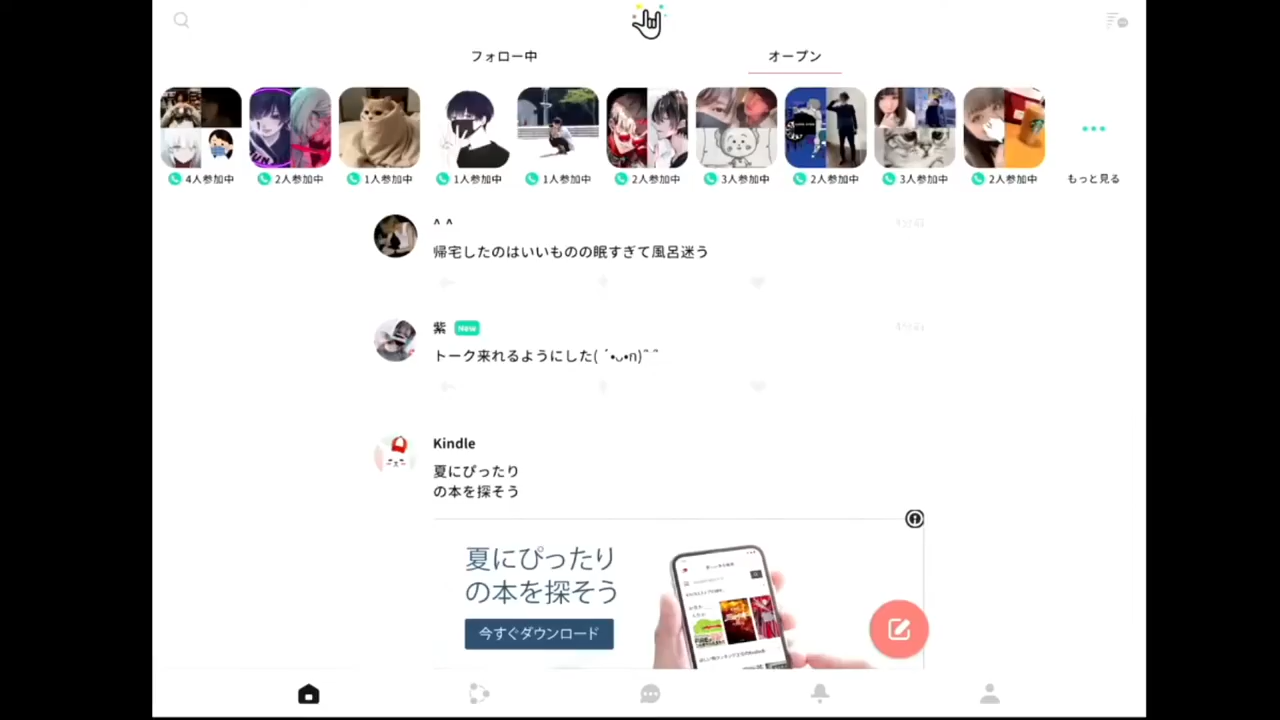 フォロー中
オープン
4人参加中
2人参加中
1人参加中
1人参加中
1人参加中
2人参加中
3人参加中
2人参加中
3人参加中
2人参加中
もっと見る
^ ^
帰宅したのはいいものの眠すぎて風呂迷う
紫 New
トーク来れるようにした( ´•ᴗ•ก)˜˜
Kindle
夏にぴったり
の本を探そう
夏にぴったり
の本を探そう
今すぐダウンロード